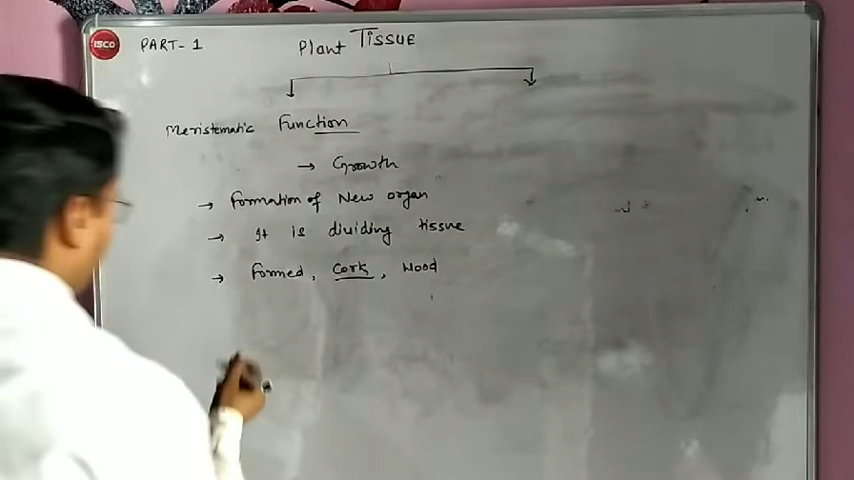 ISCO PART-1 Plant Tissue
Meristematic Function
→ Growth
→ Formation of New organ
→ It is dividing tissue
→ Formed, Cork, Wood